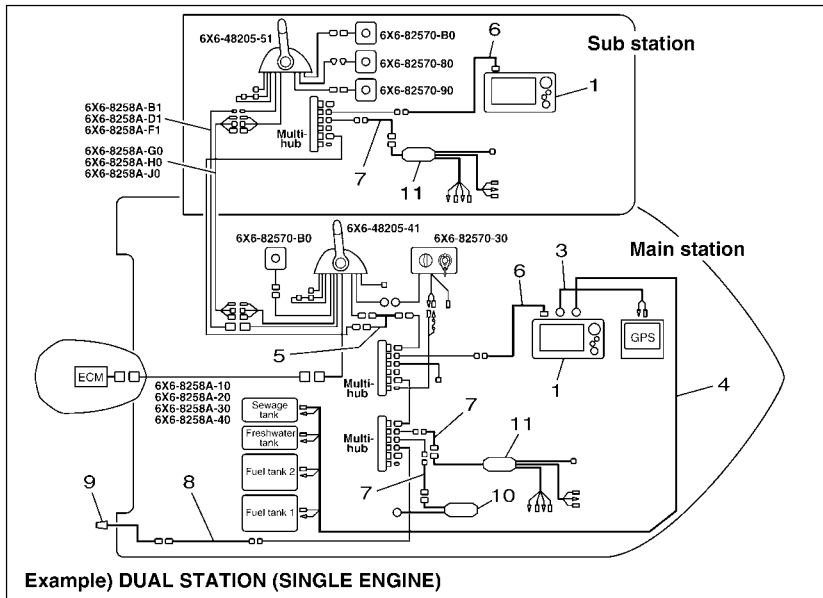 6X6-48205-51
6X6-82570-B0
6X6-82570-80
6X6-82570-90
6
Sub station
1
6X6-8258A-B1
6X6-8258A-D1
6X6-8258A-F1
6X6-8258A-G0
6X6-8258A-H0
6X6-8258A-J0
Multi-
hub
7
11
6X6-82570-B0
6X6-48205-41
6X6-82570-30
Main station
6
3
GPS
1
5
4
ECM
6X6-8258A-10
6X6-8258A-20
6X6-8258A-30
6X6-8258A-40
Multi-
hub
Sewage
tank
Freshwater
tank
Fuel tank 2
Fuel tank 1
Multi-
hub
7
11
7
10
9
8
Example) DUAL STATION (SINGLE ENGINE)